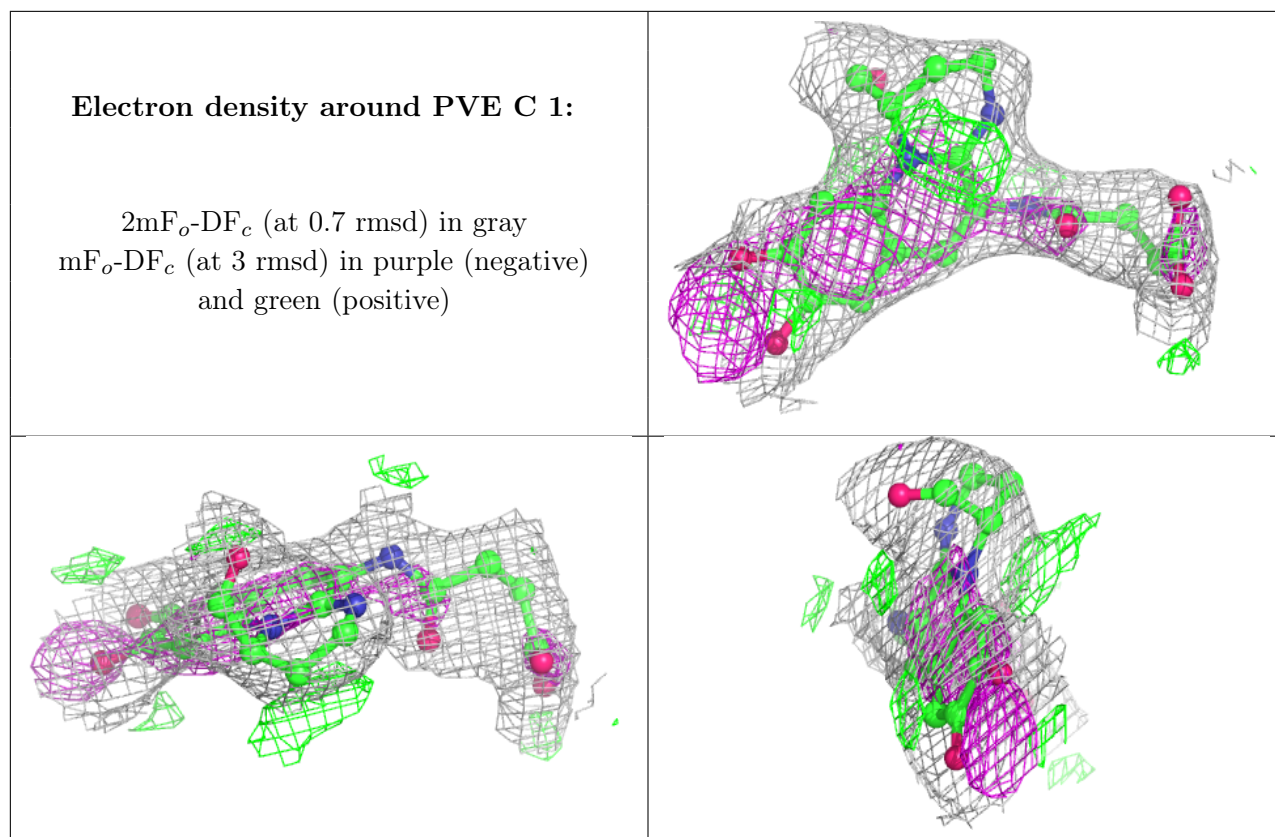 Electron density around PVE C 1:
2mFₒ-DF𝒸 (at 0.7 rmsd) in gray
mFₒ-DF𝒸 (at 3 rmsd) in purple (negative)
and green (positive)